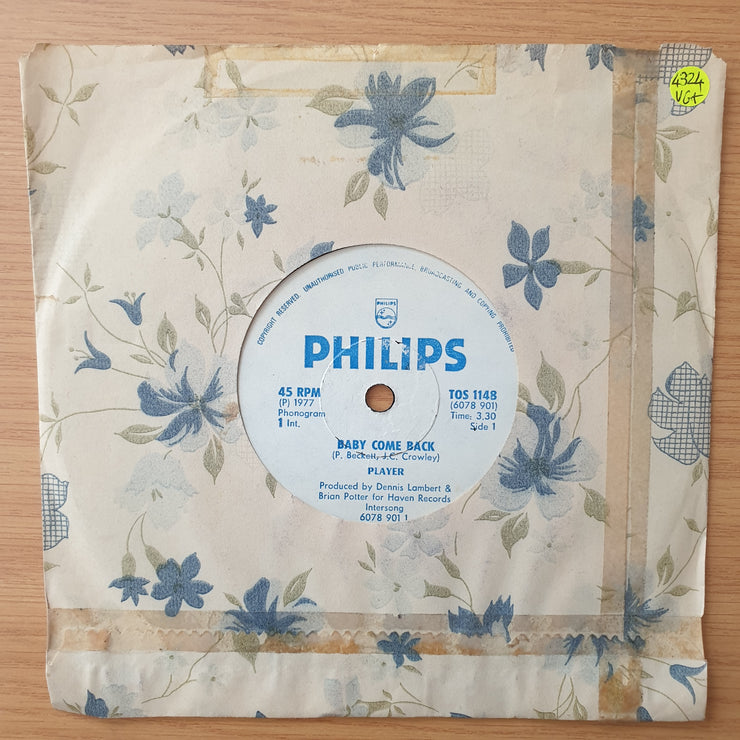 4324
VG+
COPYRIGHT RESERVED. UNAUTHORISED PUBLIC PERFORMANCE, BROADCASTING AND COPYING PROHIBITED
PHILIPS
PHILIPS
45 RPM
(P) 1977
Phonogram
1 Int.
TOS 1148
(6078 901)
Time: 3.30
Side 1
BABY COME BACK
(P. Beckett, J.C. Crowley)
PLAYER
Produced by Dennis Lambert &
Brian Potter for Haven Records
Intersong
6078 901 1